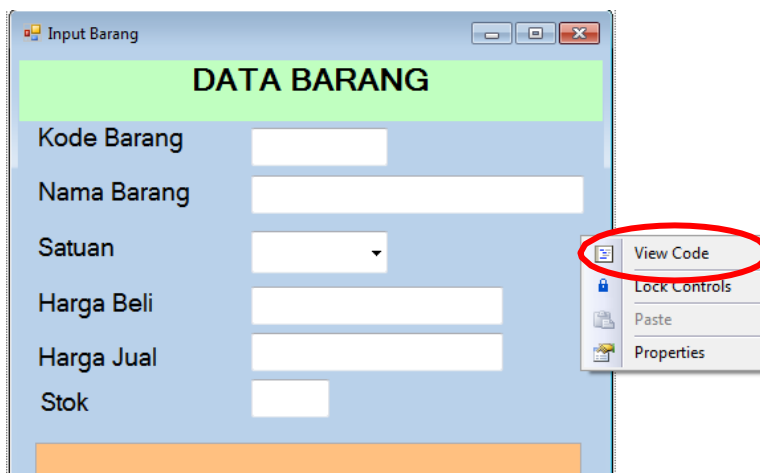 Input Barang
DATA BARANG
Kode Barang
Nama Barang
Satuan
Harga Beli
Harga Jual
Stok
View Code
Lock Controls
Paste
Properties